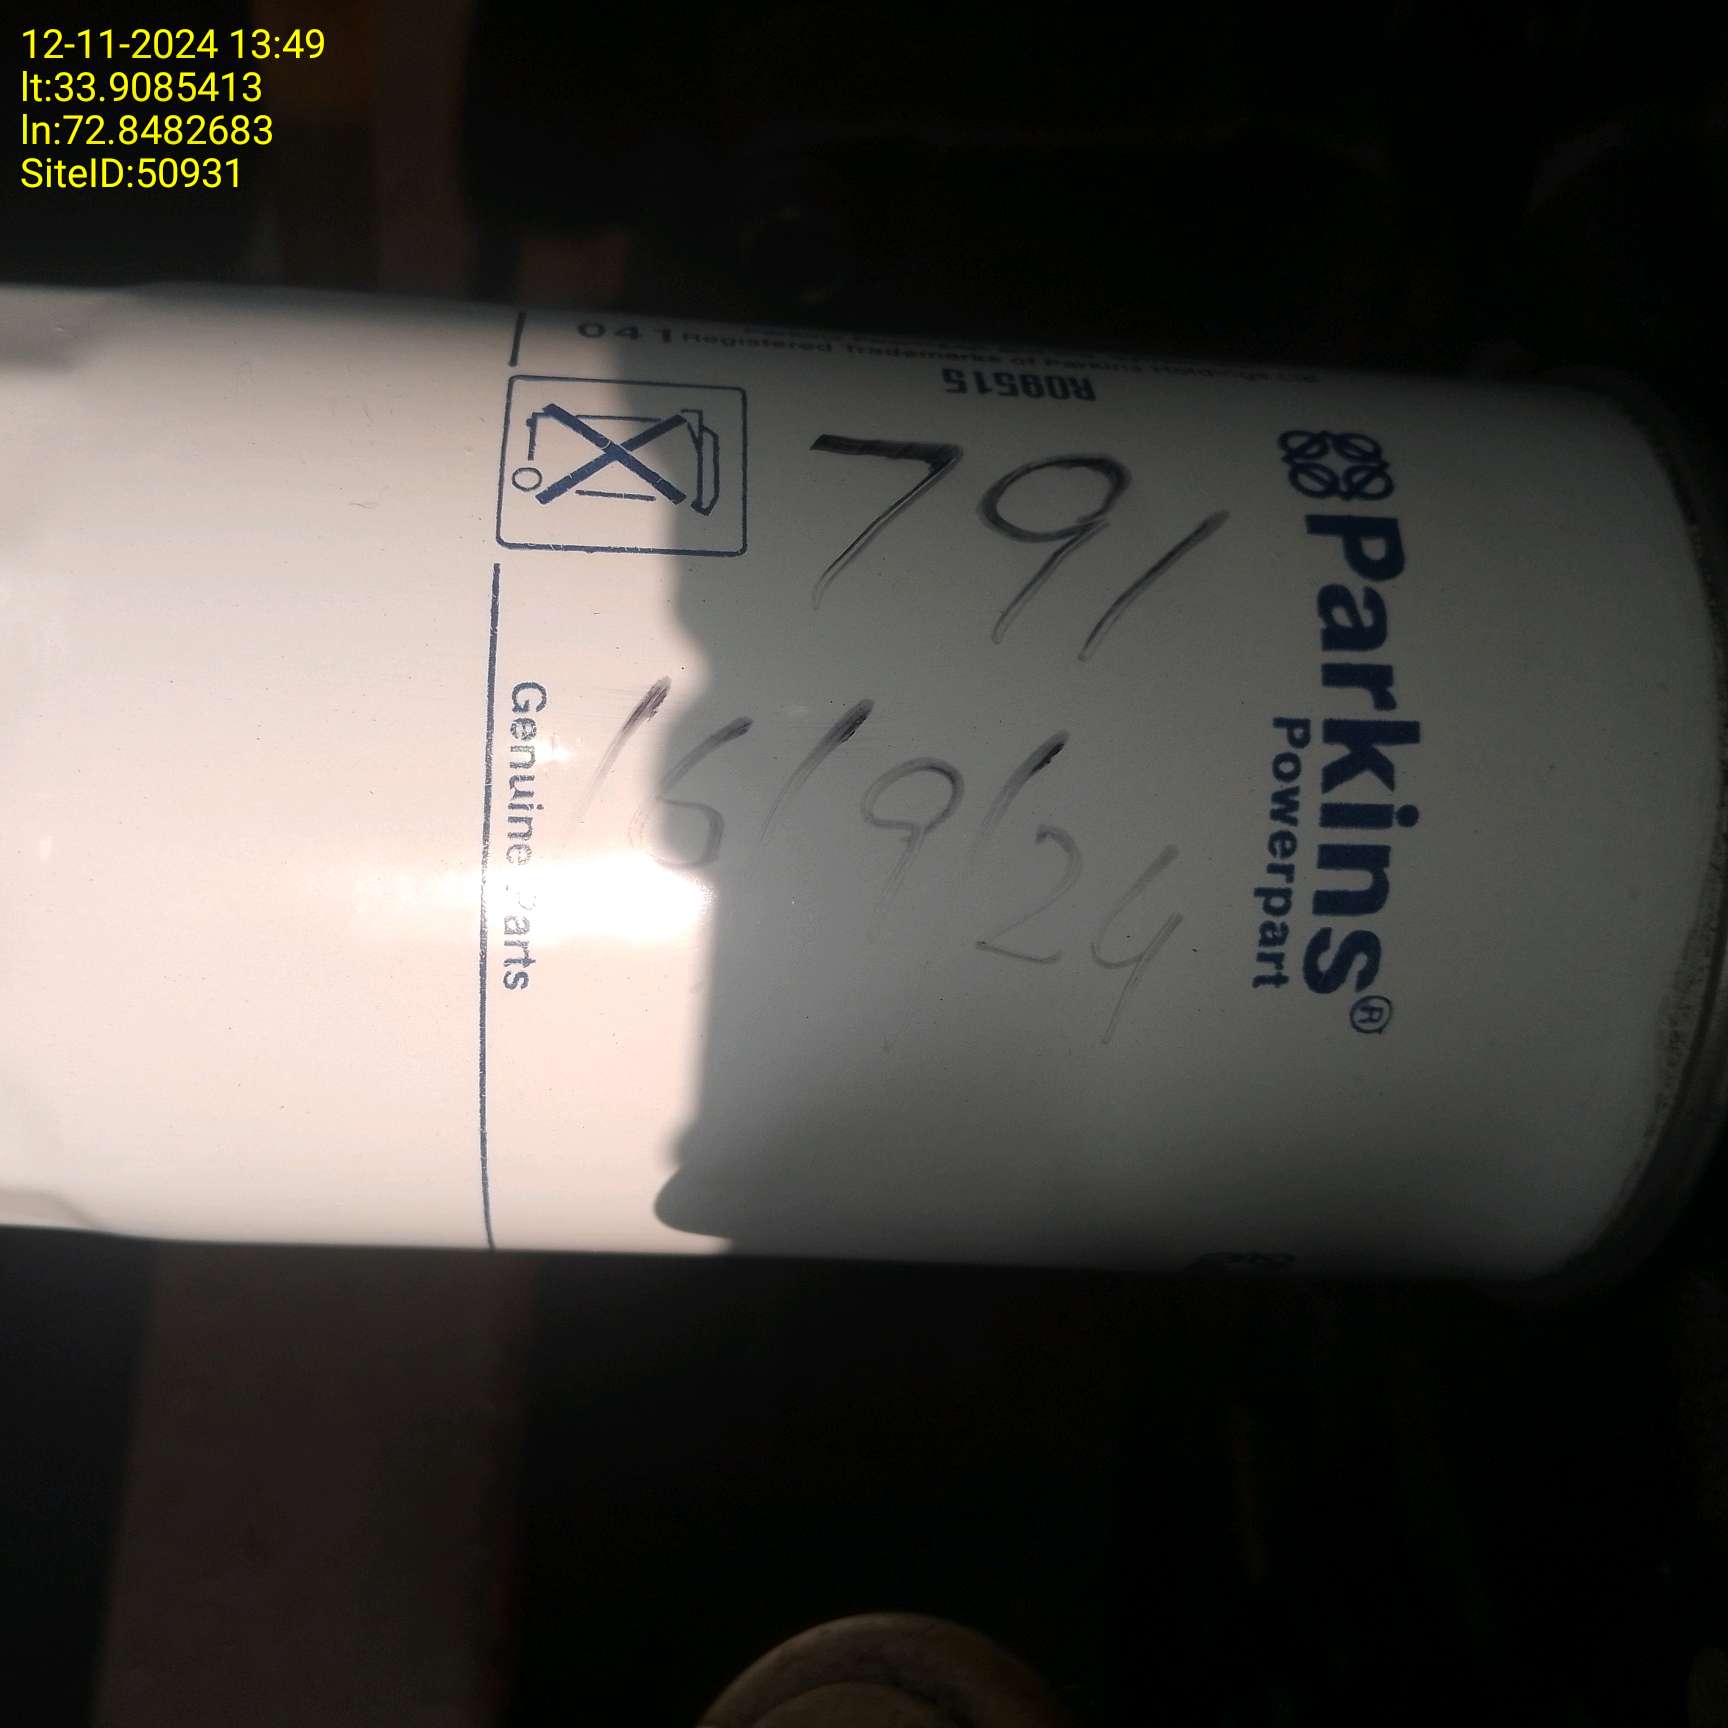 12-11-2024 13:49
lt:33.9085413
ln:72.8482683
SiteID:50931
041 Registered Trademarks of Parkins Holdings Ltd
R09515
791
16/9/24
Parkins®
Powerpart
Genuine Parts